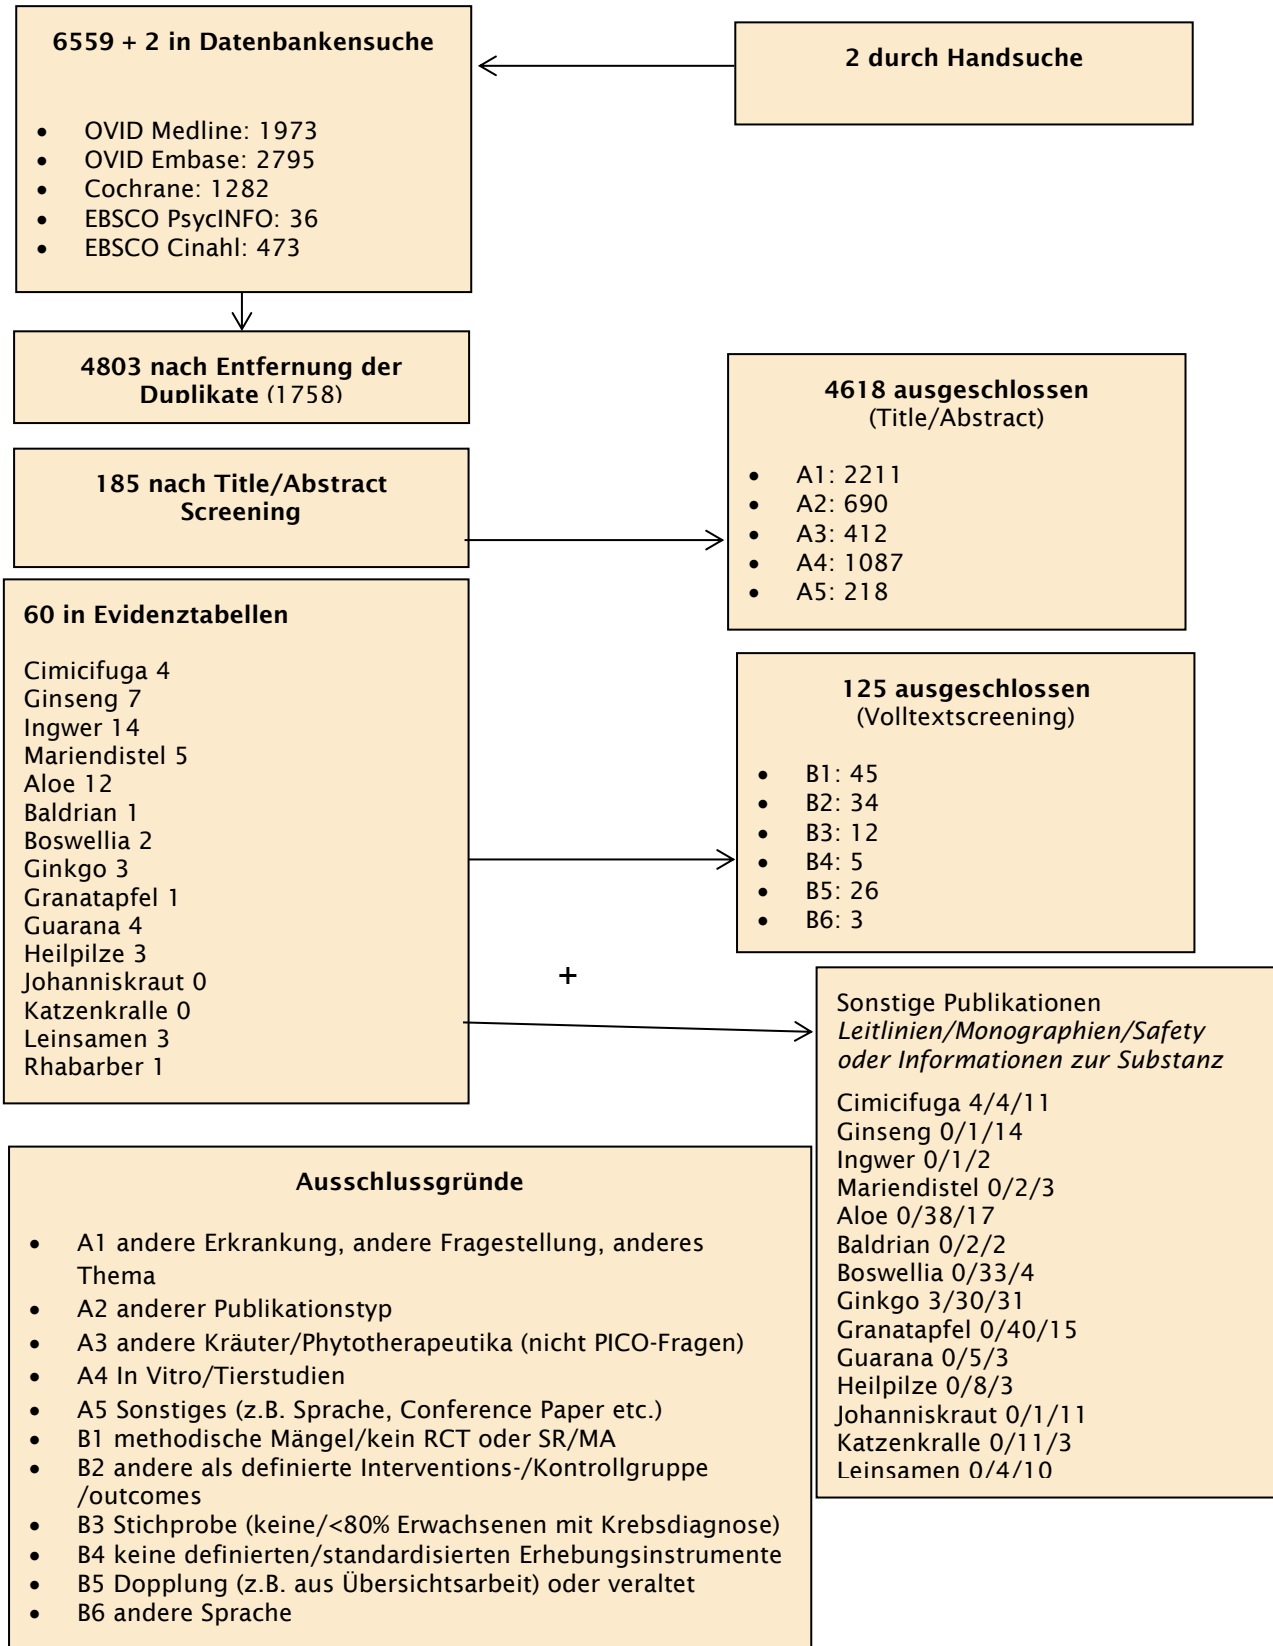 6559 + 2 in Datenbankensuche
• OVID Medline: 1973
• OVID Embase: 2795
• Cochrane: 1282
• EBSCO PsycINFO: 36
• EBSCO Cinahl: 473
2 durch Handsuche
4803 nach Entfernung der
Duplikate (1758)
185 nach Title/Abstract
Screening
4618 ausgeschlossen
(Title/Abstract)
• A1: 2211
• A2: 690
• A3: 412
• A4: 1087
• A5: 218
60 in Evidenztabellen
Cimicifuga 4
Ginseng 7
Ingwer 14
Mariendistel 5
Aloe 12
Baldrian 1
Boswellia 2
Ginkgo 3
Granatapfel 1
Guarana 4
Heilpilze 3
Johanniskraut 0
Katzenkralle 0
Leinsamen 3
Rhabarber 1
125 ausgeschlossen
(Volltextscreening)
• B1: 45
• B2: 34
• B3: 12
• B4: 5
• B5: 26
• B6: 3
+
Sonstige Publikationen
Leitlinien/Monographien/Safety
oder Informationen zur Substanz
Cimicifuga 4/4/11
Ginseng 0/1/14
Ingwer 0/1/2
Mariendistel 0/2/3
Aloe 0/38/17
Baldrian 0/2/2
Boswellia 0/33/4
Ginkgo 3/30/31
Granatapfel 0/40/15
Guarana 0/5/3
Heilpilze 0/8/3
Johanniskraut 0/1/11
Katzenkralle 0/11/3
Leinsamen 0/4/10
Ausschlussgründe
• A1 andere Erkrankung, andere Fragestellung, anderes
Thema
• A2 anderer Publikationstyp
• A3 andere Kräuter/Phytotherapeutika (nicht PICO-Fragen)
• A4 In Vitro/Tierstudien
• A5 Sonstiges (z.B. Sprache, Conference Paper etc.)
• B1 methodische Mängel/kein RCT oder SR/MA
• B2 andere als definierte Interventions-/Kontrollgruppe
/outcomes
• B3 Stichprobe (keine/<80% Erwachsenen mit Krebsdiagnose)
• B4 keine definierten/standardisierten Erhebungsinstrumente
• B5 Dopplung (z.B. aus Übersichtsarbeit) oder veraltet
• B6 andere Sprache